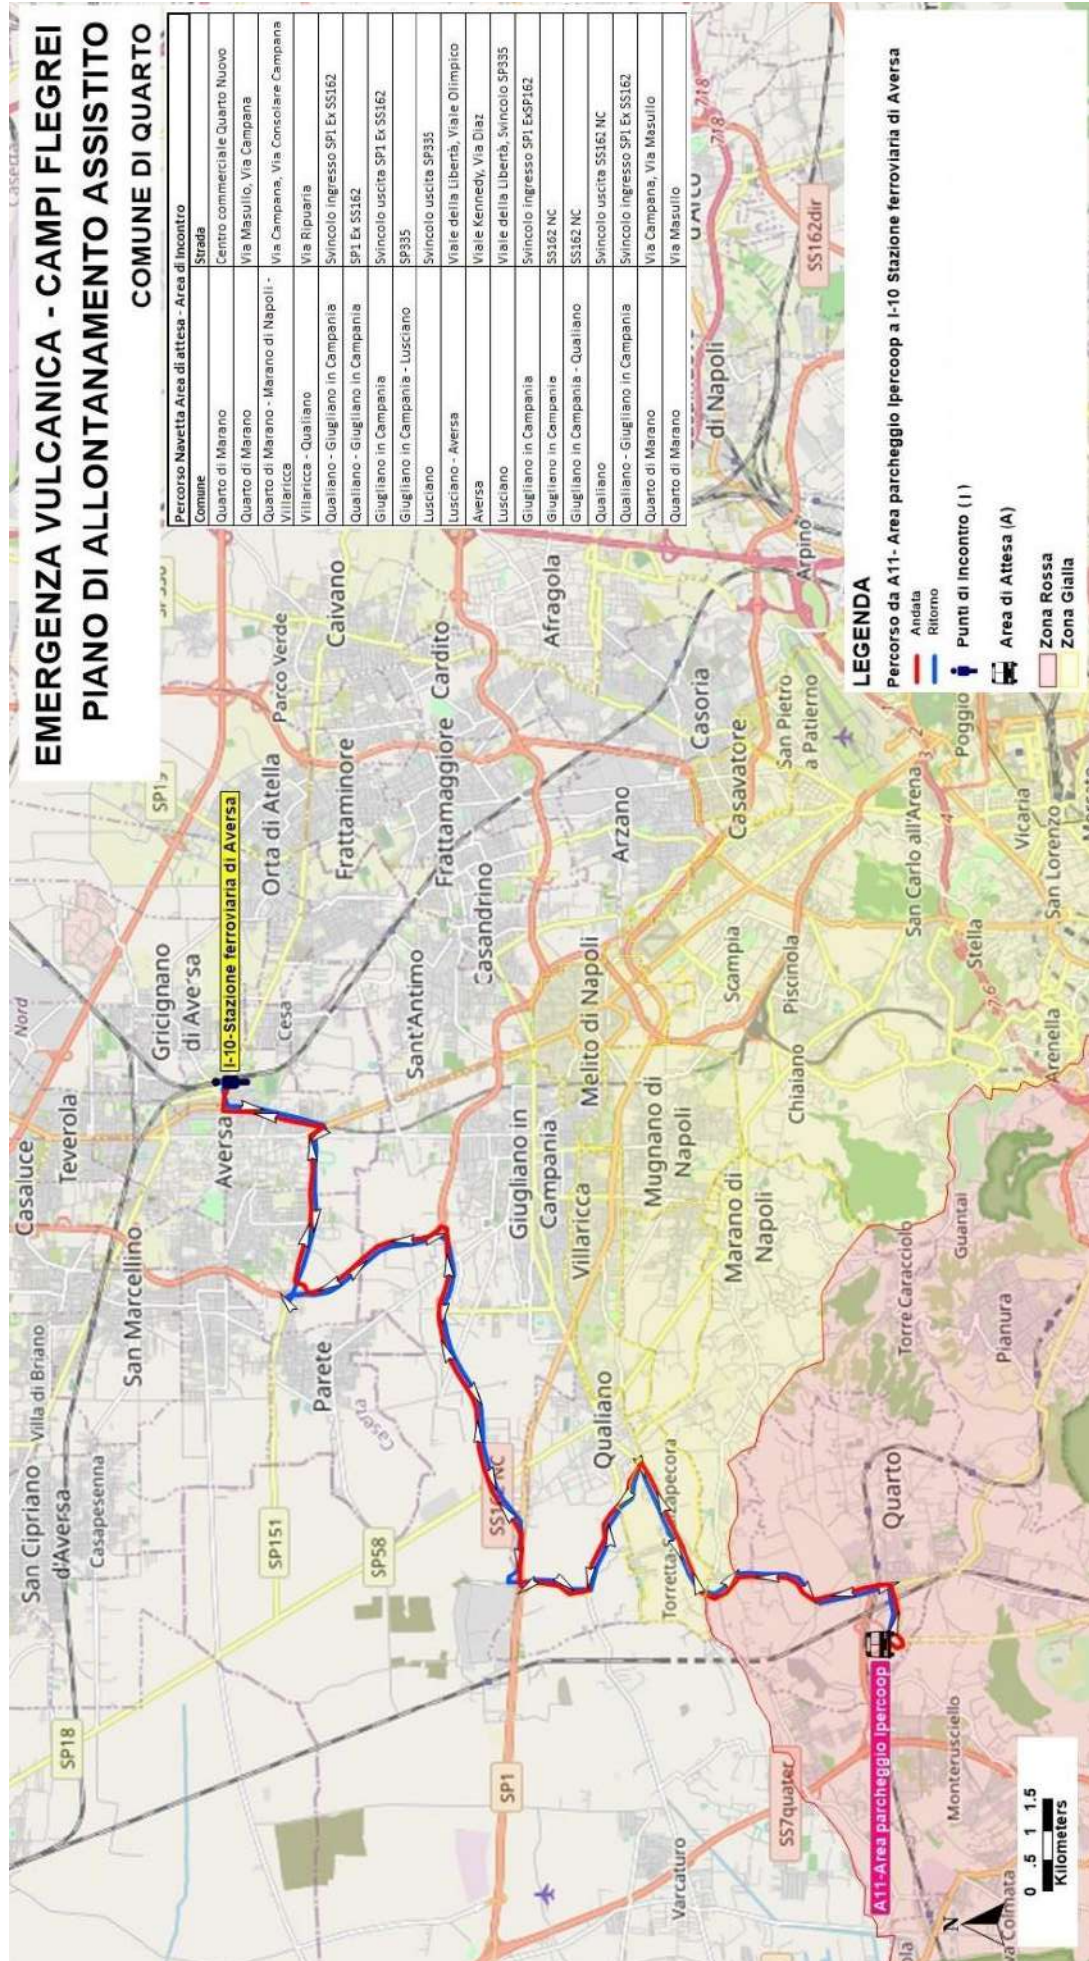 EMERGENZA VULCANICA - CAMPI FLEGREI
PIANO DI ALLONTANAMENTO ASSISTITO
COMUNE DI QUARTO
Percorso Navetta Area di attesa - Area di Incontro
Comune Strada
Quarto di Marano Centro commerciale Quarto Nuovo
Quarto di Marano Via Masullo, Via Campana
Quarto di Marano - Marano di Napoli - Villaricca Via Campana, Via Consolare Campana
Villaricca - Qualiano Via Ripuaria
Qualiano - Giugliano in Campania Svincolo ingresso SP1 Ex SS162
Qualiano - Giugliano in Campania SP1 Ex SS162
Giugliano in Campania Svincolo uscita SP1 Ex SS162
Giugliano in Campania - Lusciano SP335
Lusciano Svincolo uscita SP335
Lusciano - Aversa Viale della Libertà, Viale Olimpico
Aversa Viale Kennedy, Via Diaz
Lusciano Viale della Libertà, Svincolo SP335
Giugliano in Campania Svincolo ingresso SP1 ExSP162
Giugliano in Campania SS162 NC
Giugliano in Campania - Qualiano SS162 NC
Qualiano Svincolo uscita SS162 NC
Qualiano - Giugliano in Campania Svincolo ingresso SP1 Ex SS162
Quarto di Marano Via Campana, Via Masullo
Quarto di Marano Via Masullo
Casaluce
Nord
Teverola
Gricignano
di Aversa
SP19
San Cipriano
d'Aversa
Villa di Briano
Casapesenna
San Marcellino
Aversa
I-10-Stazione ferroviaria di Aversa
Cesa
Orta di Atella
Parco Verde
Caivano
Frattaminore
Cardito
Frattamaggiore
Afragola
SP18
SP151
SP58
Parete
Caserta
Sant'Antimo
Casandrino
Arzano
Casoria
Casavatore
San Pietro
a Patierno
Arpino
di Napoli
SS162dir
718
718
SP1
Giugliano in
Campania
Villaricca
Melito di Napoli
Mugnano di
Napoli
Scampia
Piscinola
Chiaiano
San Carlo all'Arena
Stella
Vicaria
San Lorenzo
Poggio
Arenella
Qualiano
Marano di
Napoli
Torre Caracciolo
Guantai
Pianura
Quarto
Varcaturo
SS7quater
A11-Area parcheggio Ipercoop
Monterusciello
N
0 .5 1 1.5
Kilometers
LEGENDA
Percorso da A11- Area parcheggio Ipercoop a I-10 Stazione ferroviaria di Aversa
Andata
Ritorno
Punti di Incontro ( I )
Area di Attesa (A)
Zona Rossa
Zona Gialla